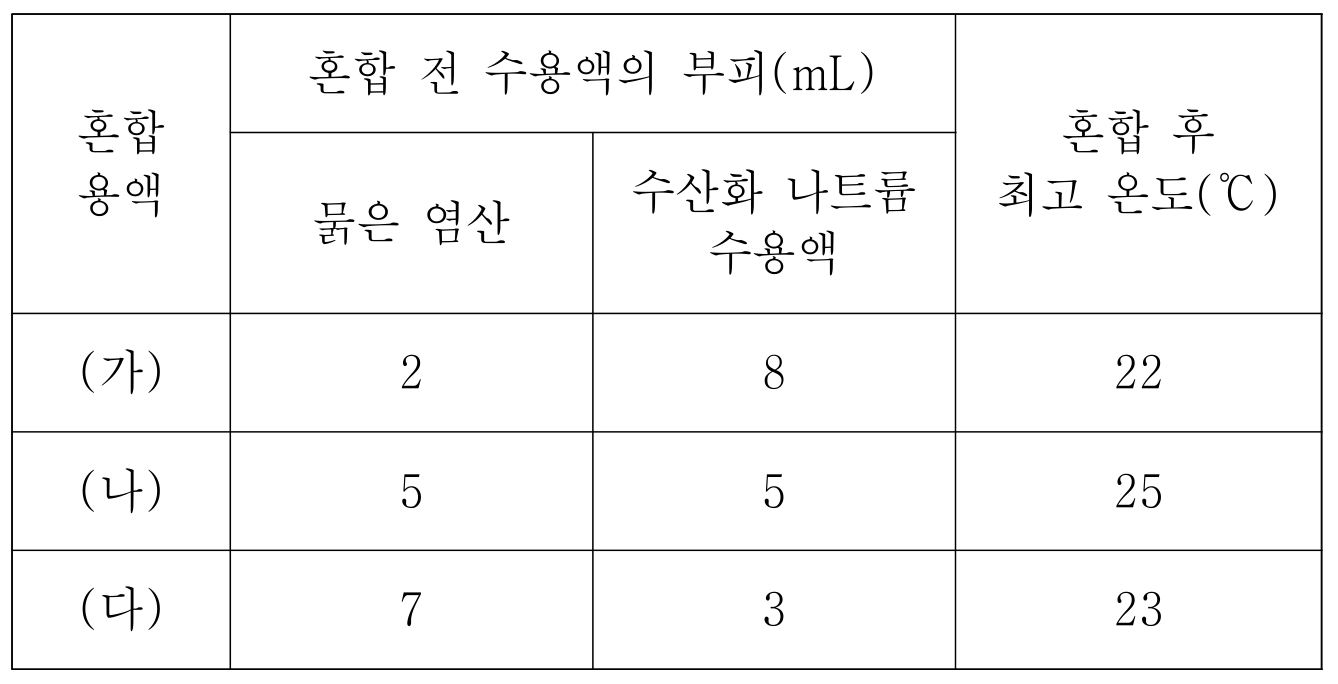 혼합
용액
혼합 전 수용액의 부피(mL)
묽은 염산
수산화 나트륨
수용액
혼합 후
최고 온도(℃)
(가) 2 8 22
(나) 5 5 25
(다) 7 3 23